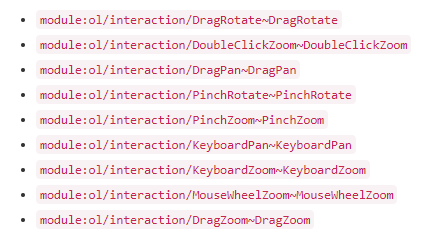 module:ol/interaction/DragRotate~DragRotate
module:ol/interaction/DoubleClickZoom~DoubleClickZoom
module:ol/interaction/DragPan~DragPan
module:ol/interaction/PinchRotate~PinchRotate
module:ol/interaction/PinchZoom~PinchZoom
module:ol/interaction/KeyboardPan~KeyboardPan
module:ol/interaction/KeyboardZoom~KeyboardZoom
module:ol/interaction/MouseWheelZoom~MouseWheelZoom
module:ol/interaction/DragZoom~DragZoom